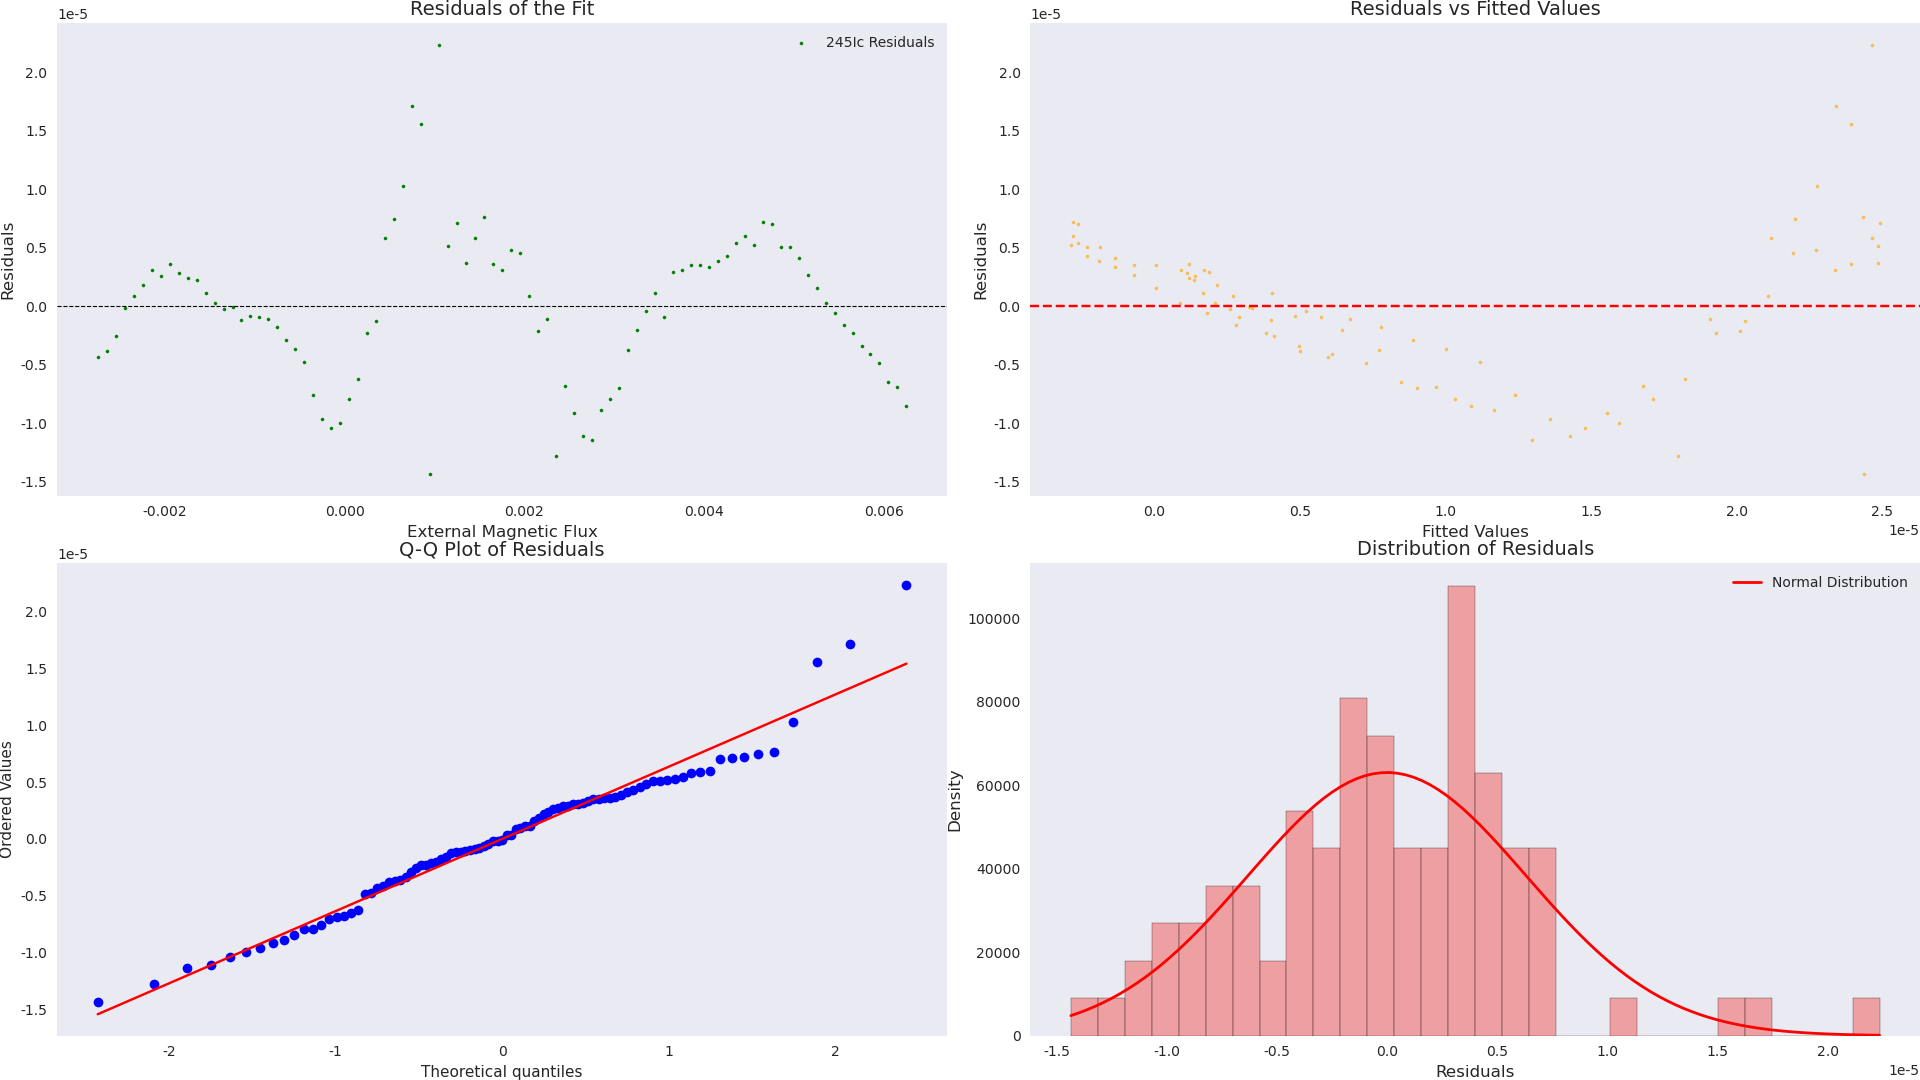 Residuals of the Fit
1e-5
245Ic Residuals
Residuals
2.0
1.5
1.0
0.5
0.0
-0.5
-1.0
-1.5
-0.002 0.000 0.002 0.004 0.006
External Magnetic Flux
Residuals vs Fitted Values
1e-5
Residuals
2.0
1.5
1.0
0.5
0.0
-0.5
-1.0
-1.5
0.0 0.5 1.0 1.5 2.0 2.5
1e-5
Fitted Values
Q-Q Plot of Residuals
1e-5
Ordered Values
2.0
1.5
1.0
0.5
0.0
-0.5
-1.0
-1.5
-2 -1 0 1 2
Theoretical quantiles
Distribution of Residuals
Normal Distribution
Density
100000
80000
60000
40000
20000
0
-1.5 -1.0 -0.5 0.0 0.5 1.0 1.5 2.0
1e-5
Residuals